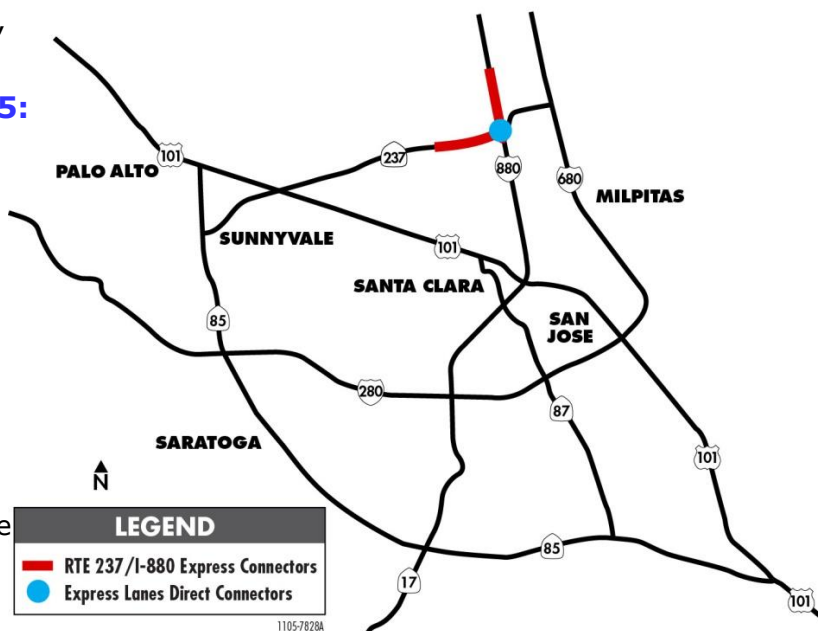 y
5:
101
PALO ALTO
237
880
680
MILPITAS
SUNNYVALE
101
SANTA CLARA
SAN
JOSE
85
280
87
SARATOGA
101
N
e
LEGEND
RTE 237/I-880 Express Connectors
Express Lanes Direct Connectors
85
17
101
1105-7828A